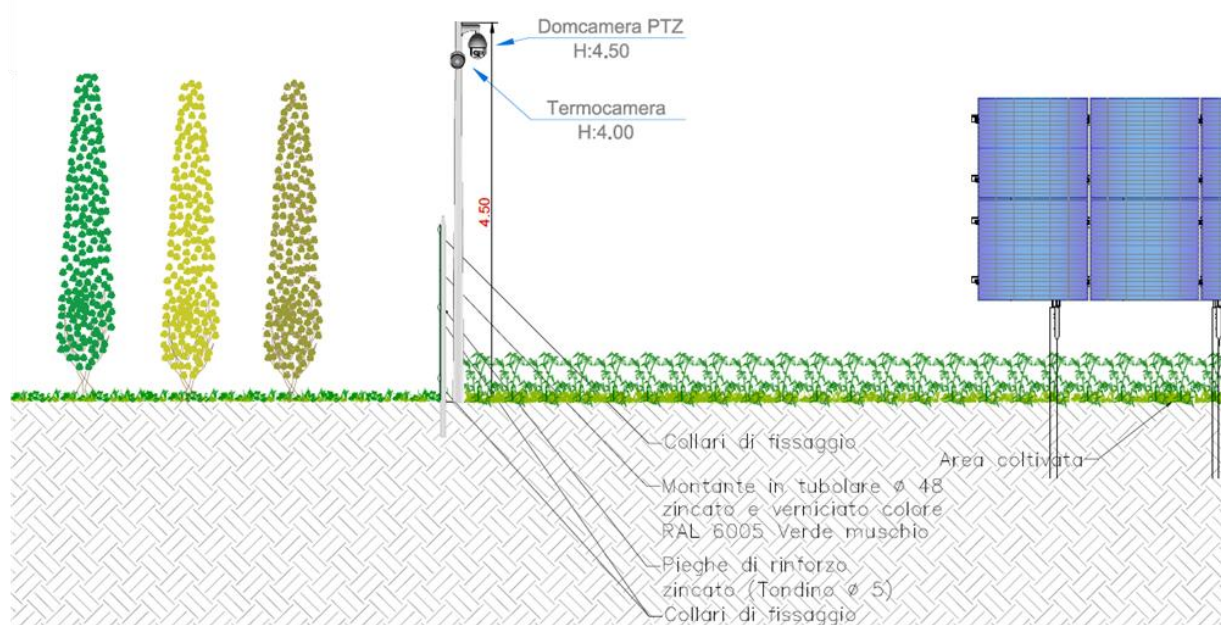 Domcamera PTZ
H:4.50
Termocamera
H:4.00
4.50
Collari di fissaggio
Area coltivata
Montante in tubolare ø 48
zincato e verniciato colore
RAL 6005 Verde muschio
Pieghe di rinforzo
zincato (Tondino ø 5)
Collari di fissaggio